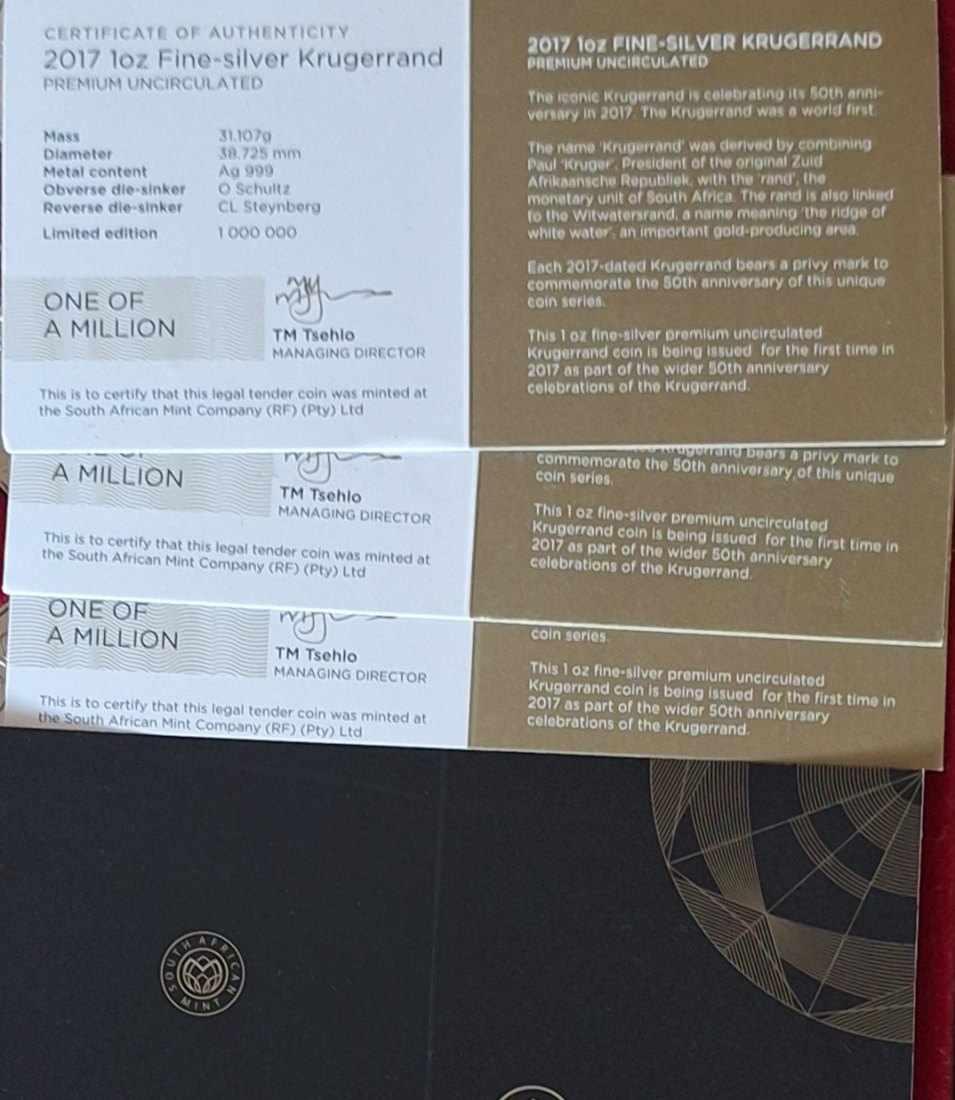 CERTIFICATE OF AUTHENTICITY
2017 1oz Fine-silver Krugerrand
PREMIUM UNCIRCULATED
Mass 31.107g
Diameter 38.725 mm
Metal content Ag 999
Obverse die-sinker O Schultz
Reverse die-sinker CL Steynberg
Limited edition 1 000 000
ONE OF
A MILLION
TM Tsehlo
MANAGING DIRECTOR
This is to certify that this legal tender coin was minted at
the South African Mint Company (RF) (Pty) Ltd
2017 1oz FINE-SILVER KRUGERRAND
PREMIUM UNCIRCULATED
The iconic Krugerrand is celebrating its 50th anni-
versary in 2017. The Krugerrand was a world first.
The name 'Krugerrand' was derived by combining
Paul 'Kruger', President of the original Zuid
Afrikaansche Republiek, with the 'rand', the
monetary unit of South Africa. The rand is also linked
to the Witwatersrand, a name meaning 'the ridge of
white water', an important gold-producing area.
Each 2017-dated Krugerrand bears a privy mark to
commemorate the 50th anniversary of this unique
coin series.
This 1 oz fine-silver premium uncirculated
Krugerrand coin is being issued for the first time in
2017 as part of the wider 50th anniversary
celebrations of the Krugerrand.
ONE OF
A MILLION
TM Tsehlo
MANAGING DIRECTOR
This is to certify that this legal tender coin was minted at
the South African Mint Company (RF) (Pty) Ltd
Krugerrand bears a privy mark to
commemorate the 50th anniversary of this unique
coin series.
This 1 oz fine-silver premium uncirculated
Krugerrand coin is being issued for the first time in
2017 as part of the wider 50th anniversary
celebrations of the Krugerrand.
ONE OF
A MILLION
TM Tsehlo
MANAGING DIRECTOR
This is to certify that this legal tender coin was minted at
the South African Mint Company (RF) (Pty) Ltd
coin series.
This 1 oz fine-silver premium uncirculated
Krugerrand coin is being issued for the first time in
2017 as part of the wider 50th anniversary
celebrations of the Krugerrand.
SOUTH AFRICAN MINT